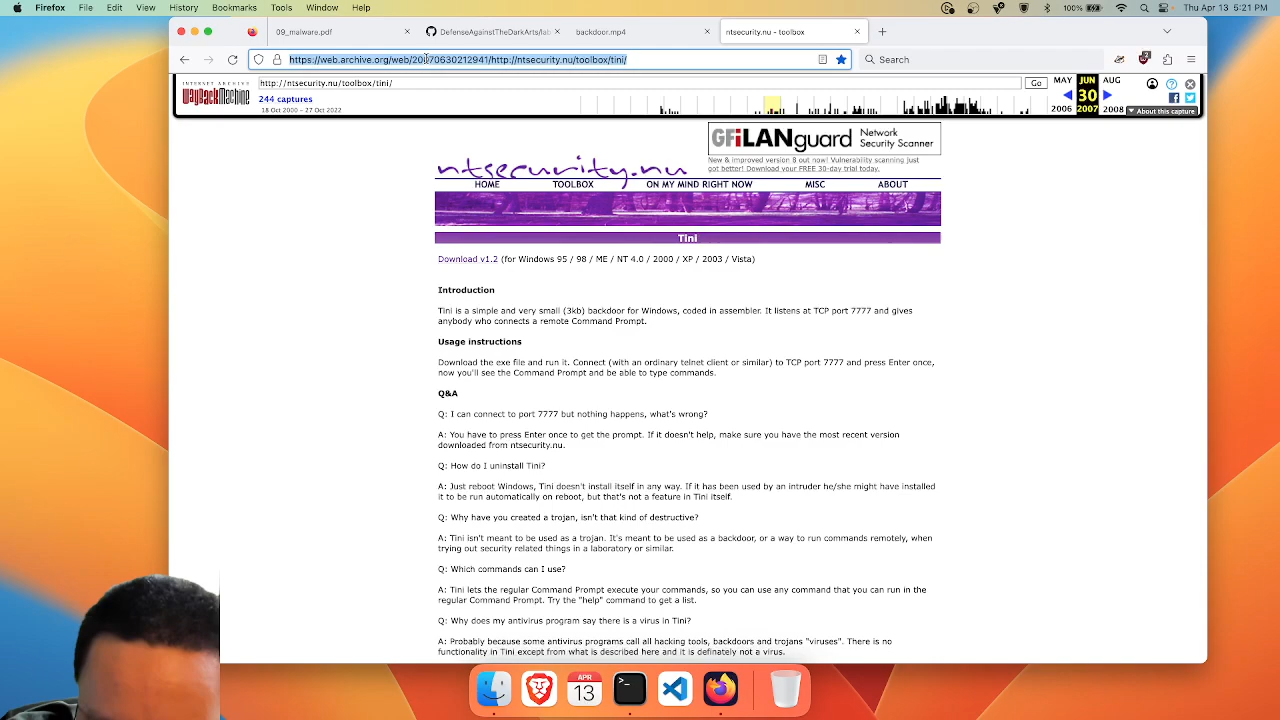 Firefox File Edit View History Bookmarks Tools Window Help 100% Thu Apr 13 5:21 PM
09_malware.pdf DefenseAgainstTheDarkArts/lab backdoor.mp4 ntsecurity.nu - toolbox
https://web.archive.org/web/20070630212941/http://ntsecurity.nu/toolbox/tini/ Search
INTERNET ARCHIVE
WayBackMachine
http://ntsecurity.nu/toolbox/tini/ Go MAY JUN AUG
244 captures 30
18 Oct 2000 – 27 Oct 2022 2006 2007 2008 About this capture
GFiLANguard Network
Security Scanner
New & improved version 8 out now! Vulnerability scanning just
got better! Download your FREE 30-day trial today.
ntsecurity.nu
HOME TOOLBOX ON MY MIND RIGHT NOW MISC ABOUT
Tini
Download v1.2 (for Windows 95 / 98 / ME / NT 4.0 / 2000 / XP / 2003 / Vista)
Introduction
Tini is a simple and very small (3kb) backdoor for Windows, coded in assembler. It listens at TCP port 7777 and gives
anybody who connects a remote Command Prompt.
Usage instructions
Download the exe file and run it. Connect (with an ordinary telnet client or similar) to TCP port 7777 and press Enter once,
now you'll see the Command Prompt and be able to type commands.
Q&A
Q: I can connect to port 7777 but nothing happens, what's wrong?
A: You have to press Enter once to get the prompt. If it doesn't help, make sure you have the most recent version
downloaded from ntsecurity.nu.
Q: How do I uninstall Tini?
A: Just reboot Windows, Tini doesn't install itself in any way. If it has been used by an intruder he/she might have installed
it to be run automatically on reboot, but that's not a feature in Tini itself.
Q: Why have you created a trojan, isn't that kind of destructive?
A: Tini isn't meant to be used as a trojan. It's meant to be used as a backdoor, or a way to run commands remotely, when
trying out security related things in a laboratory or similar.
Q: Which commands can I use?
A: Tini lets the regular Command Prompt execute your commands, so you can use any command that you can run in the
regular Command Prompt. Try the "help" command to get a list.
Q: Why does my antivirus program say there is a virus in Tini?
A: Probably because some antivirus programs call all hacking tools, backdoors and trojans "viruses". There is no
functionality in Tini except from what is described here and it is definately not a virus.
APR
13